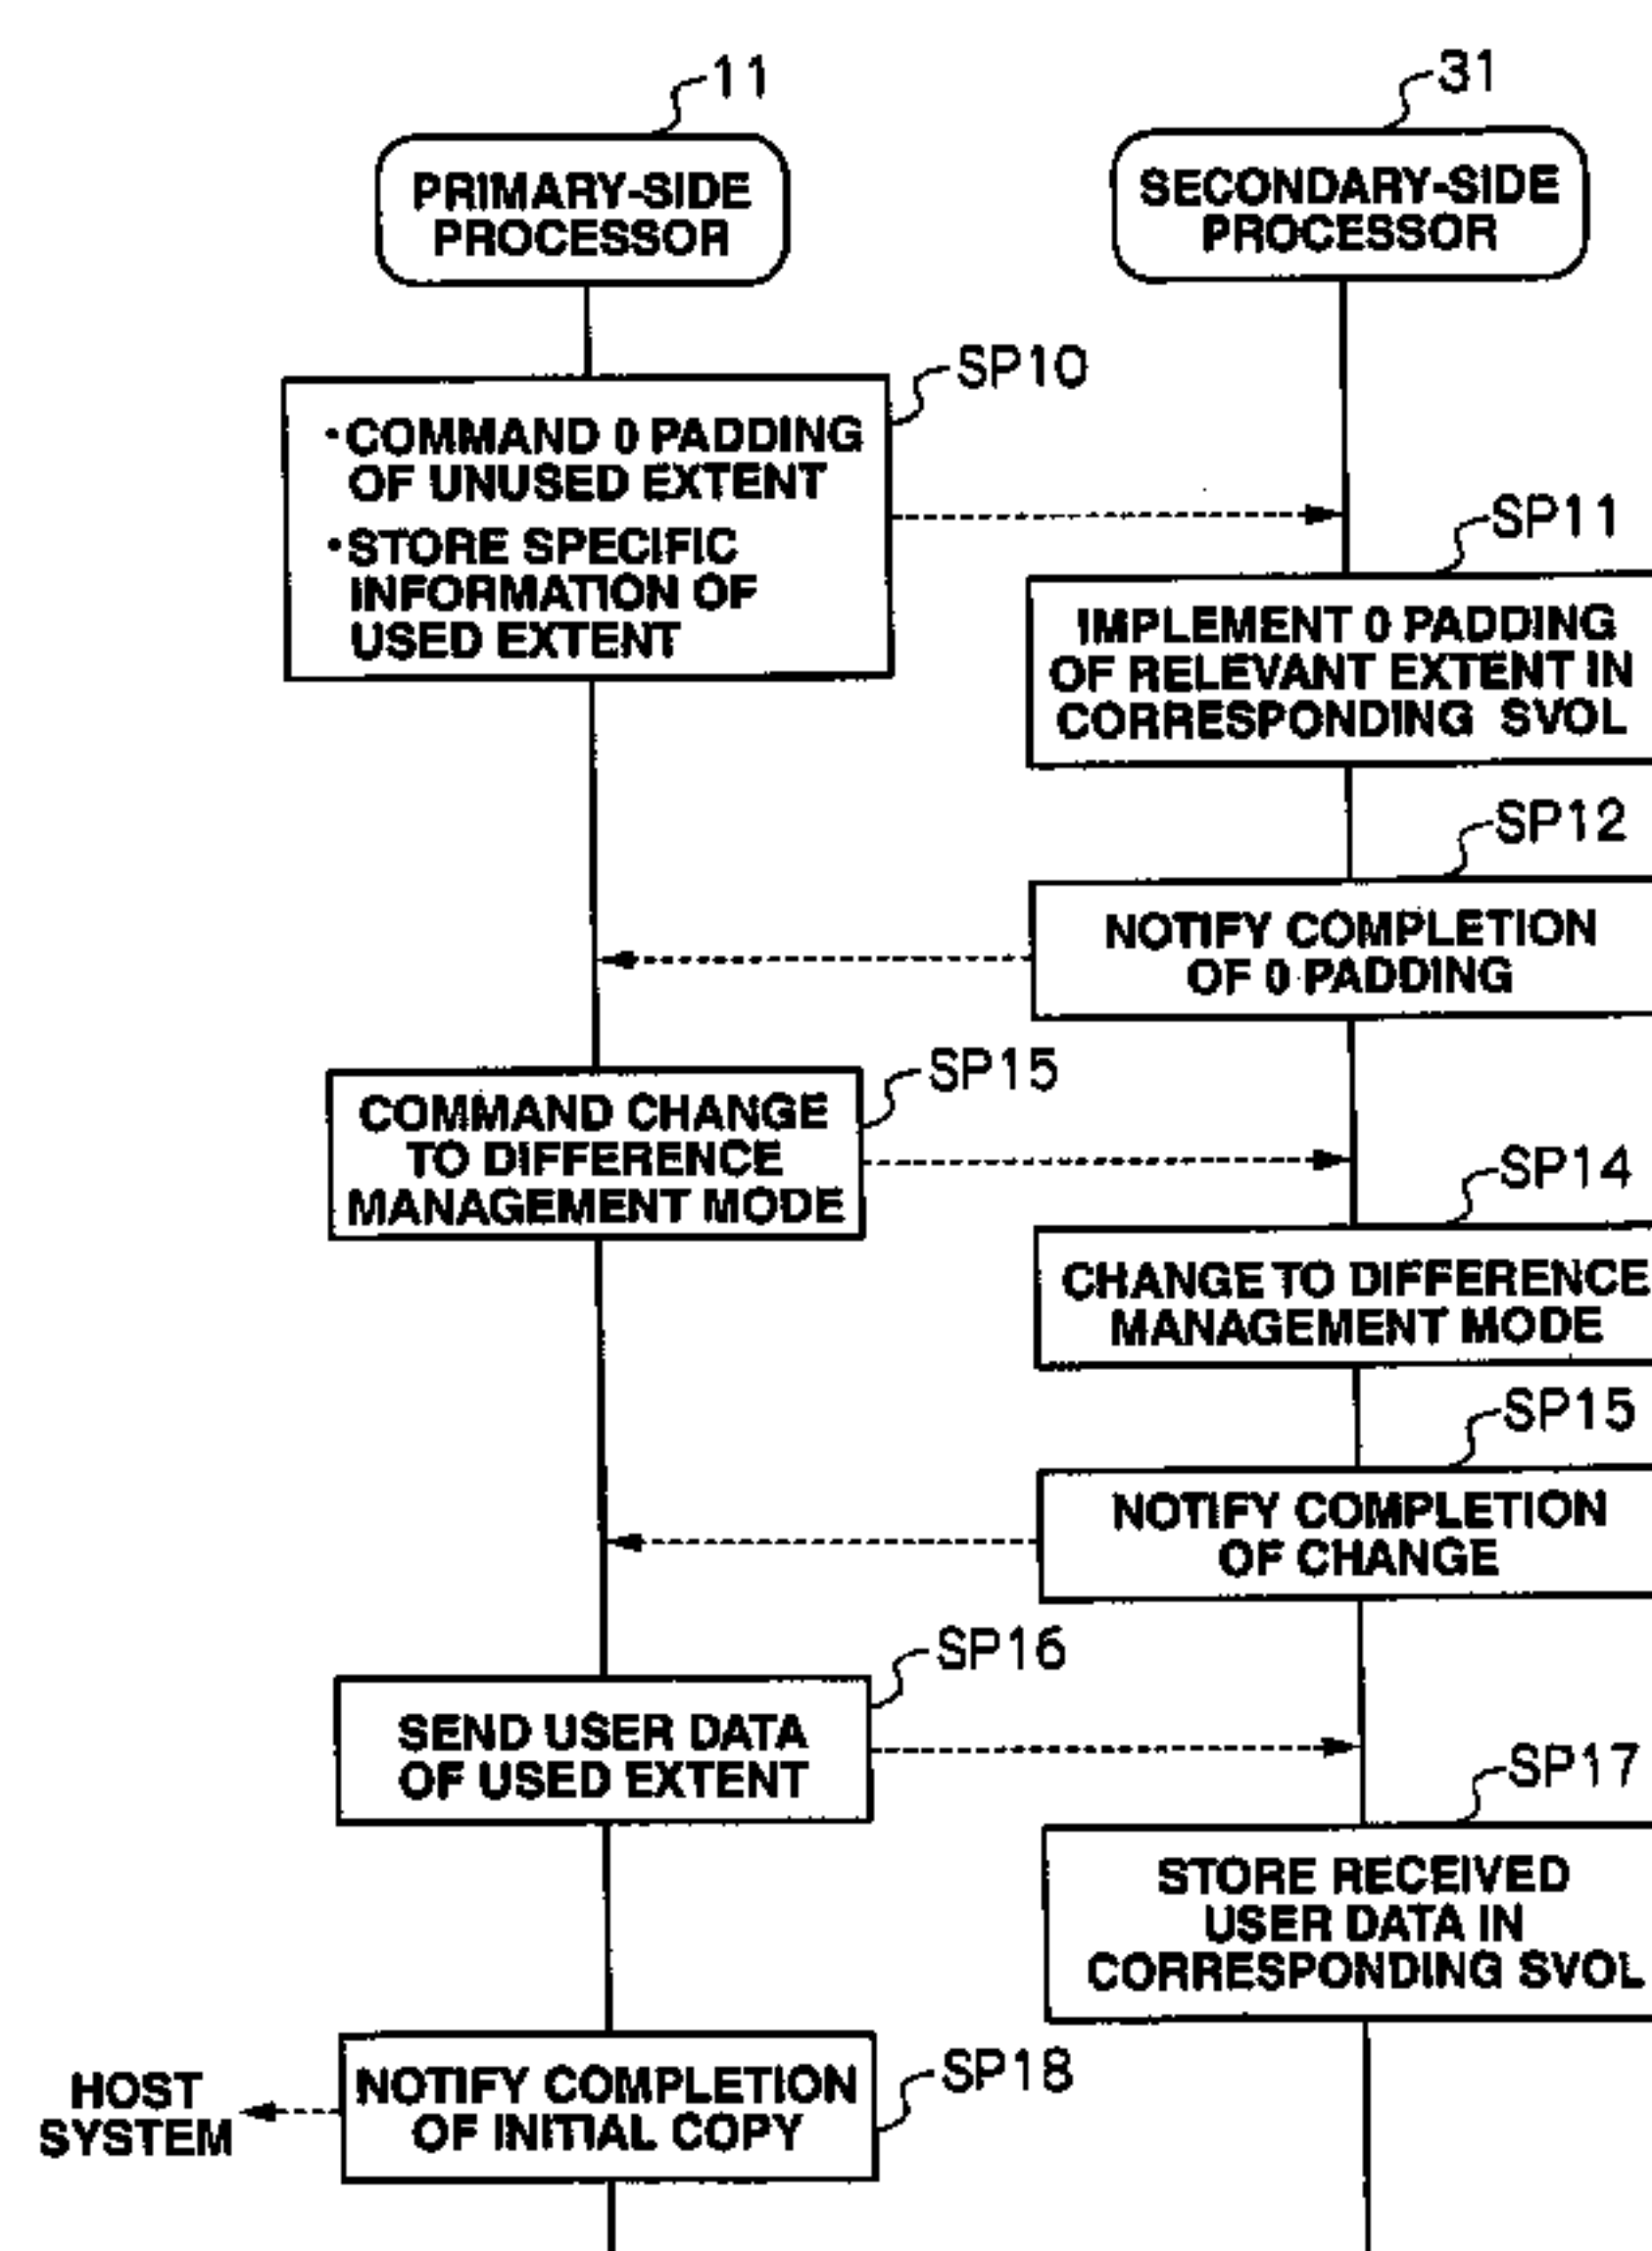 11
PRIMARY-SIDE
PROCESSOR
31
SECONDARY-SIDE
PROCESSOR
SP10
・COMMAND 0 PADDING
OF UNUSED EXTENT
・STORE SPECIFIC
INFORMATION OF
USED EXTENT
SP11
IMPLEMENT 0 PADDING
OF RELEVANT EXTENT IN
CORRESPONDING SVOL
SP12
NOTIFY COMPLETION
OF 0 PADDING
SP15
COMMAND CHANGE
TO DIFFERENCE
MANAGEMENT MODE
SP14
CHANGE TO DIFFERENCE
MANAGEMENT MODE
SP15
NOTIFY COMPLETION
OF CHANGE
SP16
SEND USER DATA
OF USED EXTENT
SP17
STORE RECEIVED
USER DATA IN
CORRESPONDING SVOL
SP18
NOTIFY COMPLETION
OF INITIAL COPY
HOST
SYSTEM